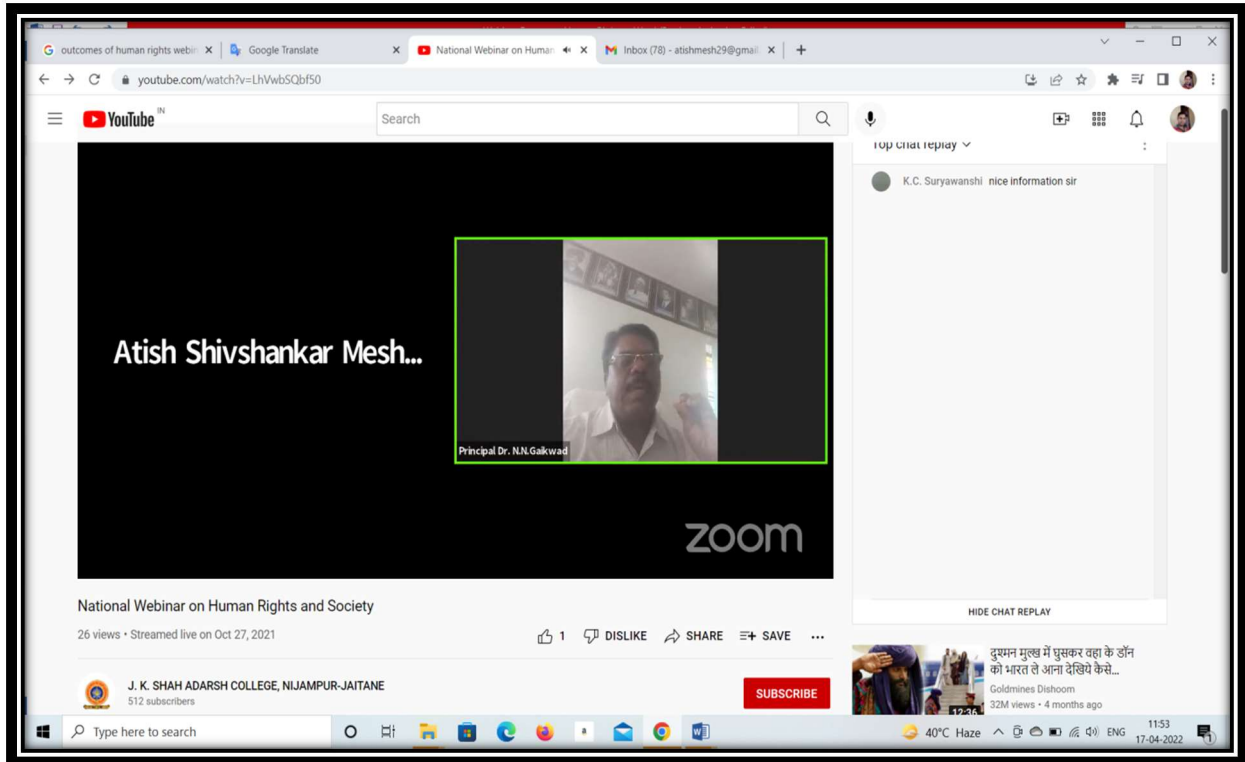 outcomes of human rights webin
Google Translate
National Webinar on Human
Inbox (78) - atishmesh29@gmail.
youtube.com/watch?v=LhVwbSQbf50
YouTube IN
Search
Top chat replay
K.C. Suryawanshi nice information sir
Atish Shivshankar Mesh...
Principal Dr. N.N.Gaikwad
zoom
National Webinar on Human Rights and Society
26 views • Streamed live on Oct 27, 2021
1 DISLIKE SHARE SAVE
HIDE CHAT REPLAY
J. K. SHAH ADARSH COLLEGE, NIJAMPUR-JAITANE
512 subscribers
SUBSCRIBE
दुश्मन मुल्ख में घुसकर वहा के डॉन
को भारत ले आना देखिये कैसे...
Goldmines Dishoom
32M views • 4 months ago
12:36
Type here to search
40°C Haze
ENG
11:53
17-04-2022